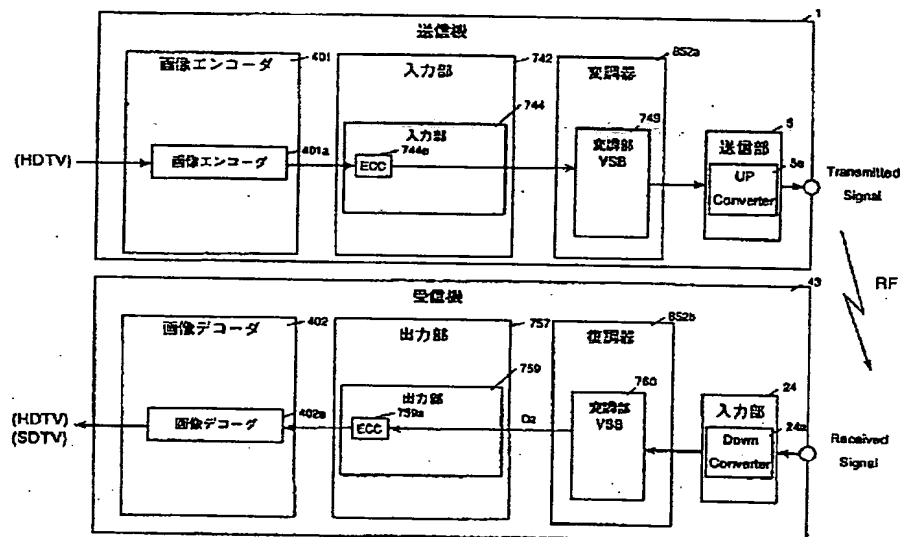 送信機
1
画像エンコーダ
401
入力部
742
変調器
852a
(HDTV)
画像エンコーダ
401a
入力部
744
ECC
744a
変調部
VSB
749
送信部
5
UP
Converter
5a
Transmitted
Signal
RF
受信機
43
画像デコーダ
402
出力部
757
復調器
852b
(HDTV)
(SDTV)
画像デコーダ
402a
出力部
759
ECC
759a
D2
変調部
VSB
760
入力部
24
Down
Converter
24a
Received
Signal